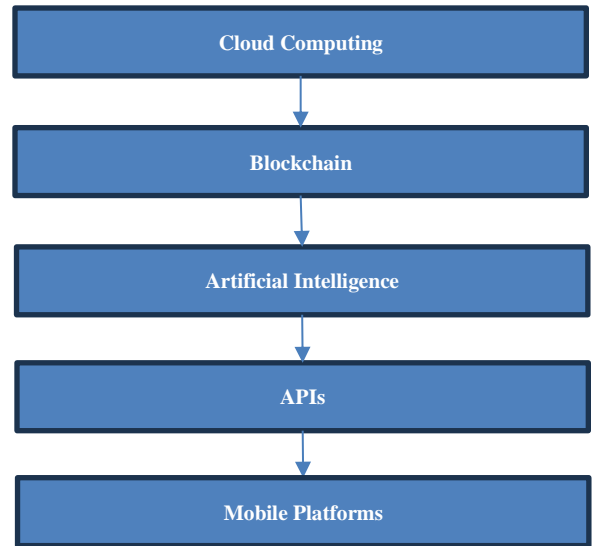 Cloud Computing
Blockchain
Artificial Intelligence
APIs
Mobile Platforms